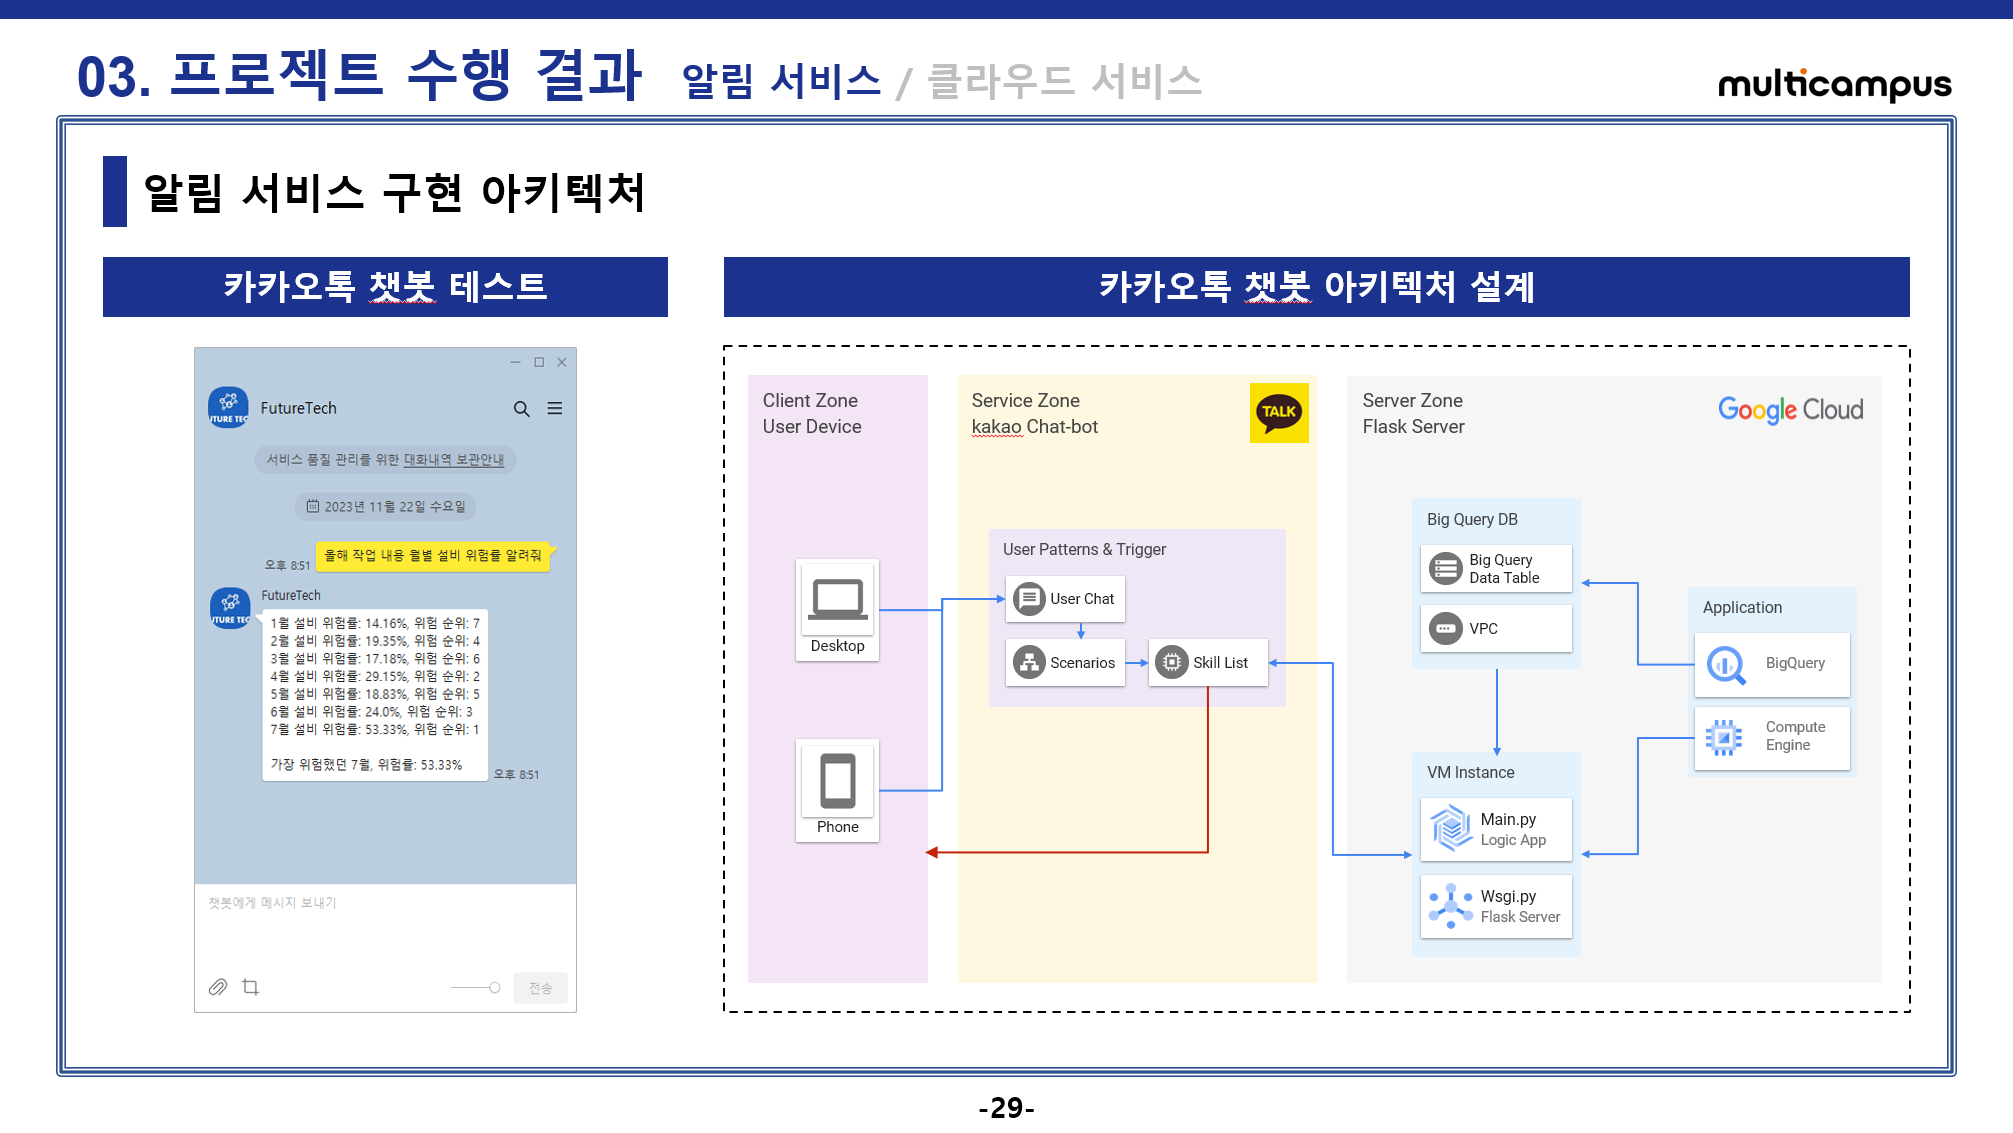 03. 프로젝트 수행 결과 알림 서비스 / 클라우드 서비스
multicampus
알림 서비스 구현 아키텍처
카카오톡 챗봇 테스트
FutureTech
서비스 품질 관리를 위한 대화내역 보관안내
2023년 11월 22일 수요일
올해 작업 내용 월별 설비 위험률 알려줘
오후 8:51
FutureTech
1월 설비 위험률: 14.16%, 위험 순위: 7
2월 설비 위험률: 19.35%, 위험 순위: 4
3월 설비 위험률: 17.18%, 위험 순위: 6
4월 설비 위험률: 29.15%, 위험 순위: 2
5월 설비 위험률: 18.83%, 위험 순위: 5
6월 설비 위험률: 24.0%, 위험 순위: 3
7월 설비 위험률: 53.33%, 위험 순위: 1
가장 위험했던 7월, 위험률: 53.33%
오후 8:51
챗봇에게 메시지 보내기
전송
카카오톡 챗봇 아키텍처 설계
Client Zone
User Device
Desktop
Phone
Service Zone
kakao Chat-bot
TALK
User Patterns & Trigger
User Chat
Scenarios
Skill List
Server Zone
Flask Server
Google Cloud
Big Query DB
Big Query
Data Table
VPC
VM Instance
Main.py
Logic App
Wsgi.py
Flask Server
Application
BigQuery
Compute
Engine
-29-